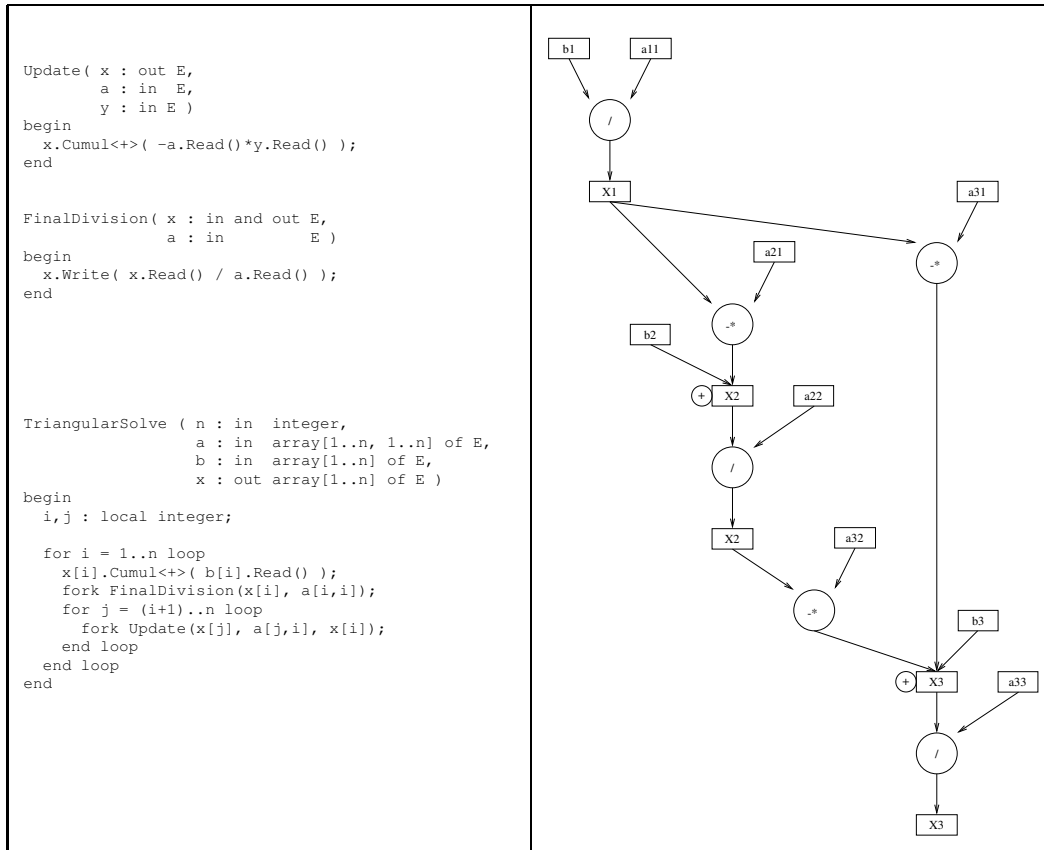 Update( x : out E,
a : in E,
y : in E )
begin
x.Cumul<+>( -a.Read()*y.Read() );
end
FinalDivision( x : in and out E,
a : in E )
begin
x.Write( x.Read() / a.Read() );
end
TriangularSolve ( n : in integer,
a : in array[1..n, 1..n] of E,
b : in array[1..n] of E,
x : out array[1..n] of E )
begin
i,j : local integer;
for i = 1..n loop
x[i].Cumul<+>( b[i].Read() );
fork FinalDivision(x[i], a[i,i]);
for j = (i+1)..n loop
fork Update(x[j], a[j,i], x[i]);
end loop
end loop
end
b1
a11
/
X1
a31
-*
a21
-*
b2
+
X2
a22
/
X2
a32
-*
b3
+
X3
a33
/
X3